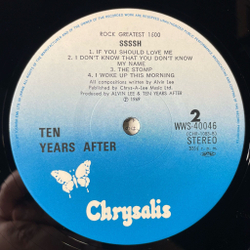 ROCK GREATEST 1500
SSSSH
1. IF YOU SHOULD LOVE ME
2. I DON'T KNOW THAT YOU DON'T KNOW
MY NAME
3. THE STOMP
4. I WOKE UP THIS MORNING
All compositions written by Alvin Lee
Published by Chrys-A-Lee Music Ltd.
Produced by ALVIN LEE & TEN YEARS AFTER
℗ 1969
2
WWS-40046
STEREO
TEN
YEARS AFTER
Chrysalis